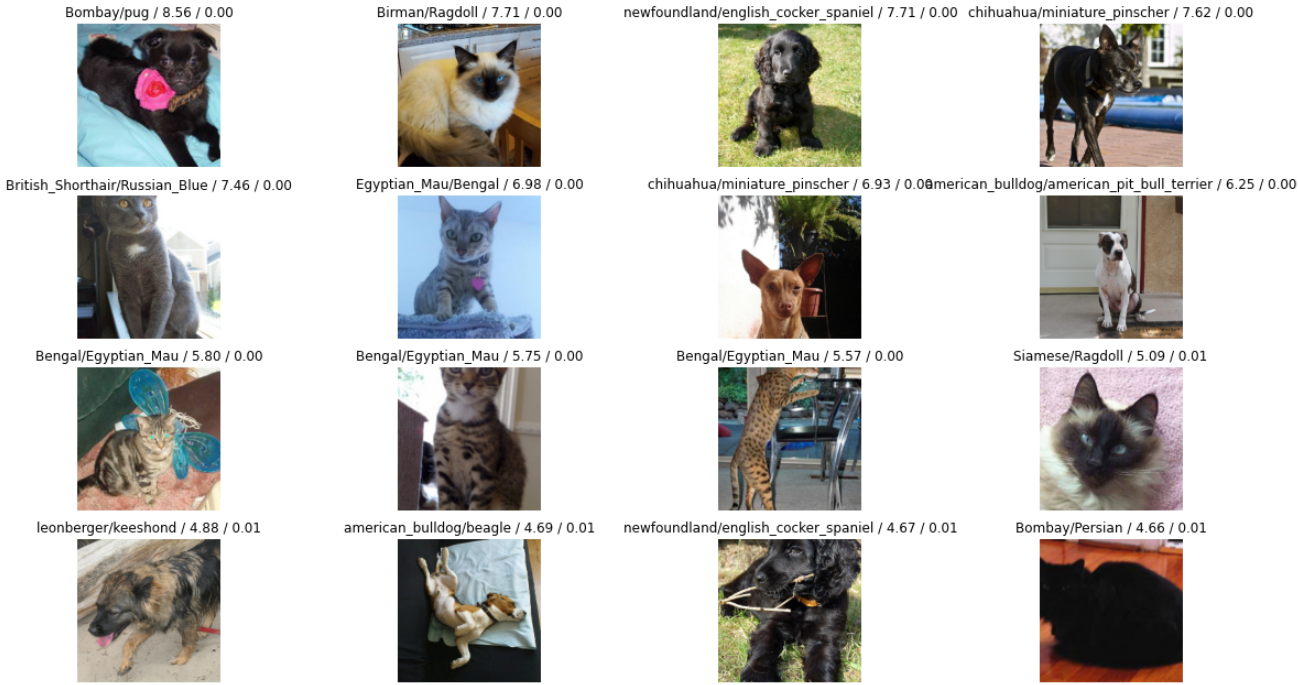 Bombay/pug / 8.56 / 0.00
Birman/Ragdoll / 7.71 / 0.00
newfoundland/english_cocker_spaniel / 7.71 / 0.00
chihuahua/miniature_pinscher / 7.62 / 0.00
British_Shorthair/Russian_Blue / 7.46 / 0.00
Egyptian_Mau/Bengal / 6.98 / 0.00
chihuahua/miniature_pinscher / 6.93 / 0.00
american_bulldog/american_pit_bull_terrier / 6.25 / 0.00
Bengal/Egyptian_Mau / 5.80 / 0.00
Bengal/Egyptian_Mau / 5.75 / 0.00
Bengal/Egyptian_Mau / 5.57 / 0.00
Siamese/Ragdoll / 5.09 / 0.01
leonberger/keeshond / 4.88 / 0.01
american_bulldog/beagle / 4.69 / 0.01
newfoundland/english_cocker_spaniel / 4.67 / 0.01
Bombay/Persian / 4.66 / 0.01